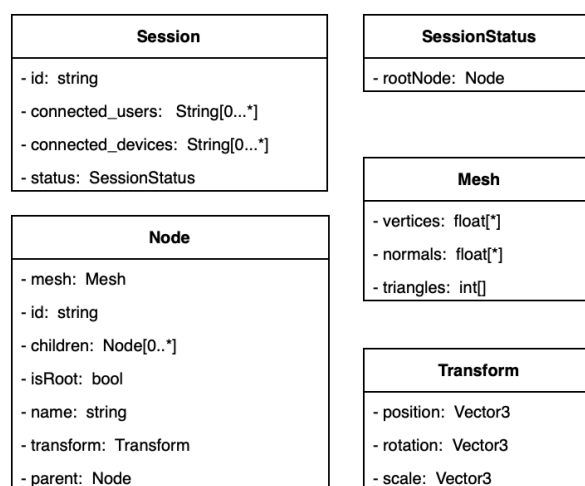 Session
- id: string
- connected_users: String[0...*]
- connected_devices: String[0...*]
- status: SessionStatus
SessionStatus
- rootNode: Node
Node
- mesh: Mesh
- id: string
- children: Node[0..*]
- isRoot: bool
- name: string
- transform: Transform
- parent: Node
Mesh
- vertices: float[*]
- normals: float[*]
- triangles: int[]
Transform
- position: Vector3
- rotation: Vector3
- scale: Vector3